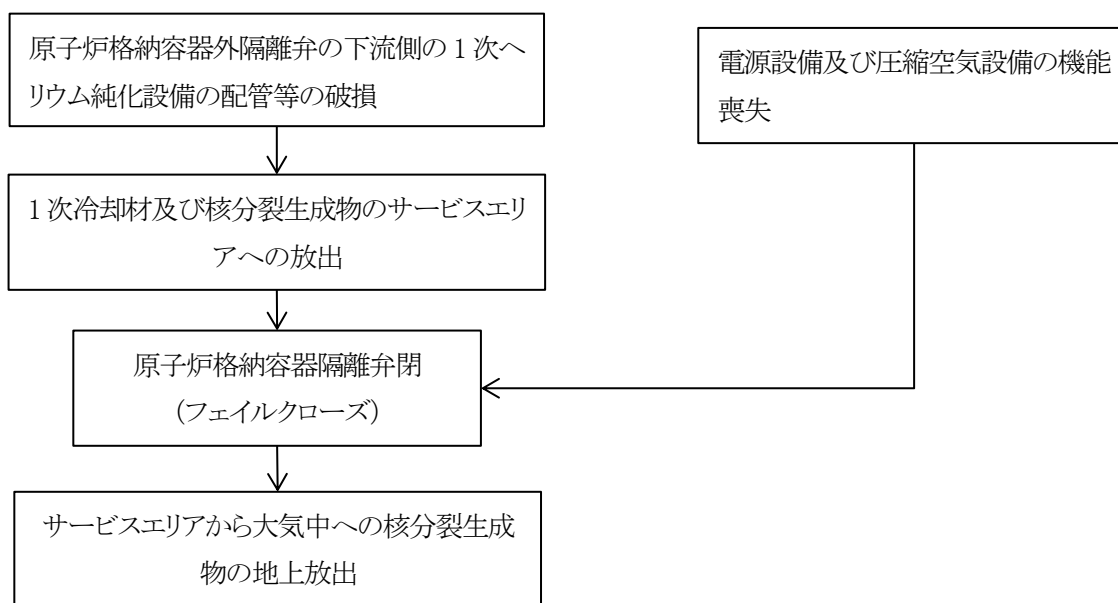 原子炉格納容器外隔離弁の下流側の１次ヘ
リウム純化設備の配管等の破損
電源設備及び圧縮空気設備の機能
喪失
１次冷却材及び核分裂生成物のサービスエリ
アへの放出
原子炉格納容器隔離弁閉
(フェイルクローズ)
サービスエリアから大気中への核分裂生成
物の地上放出